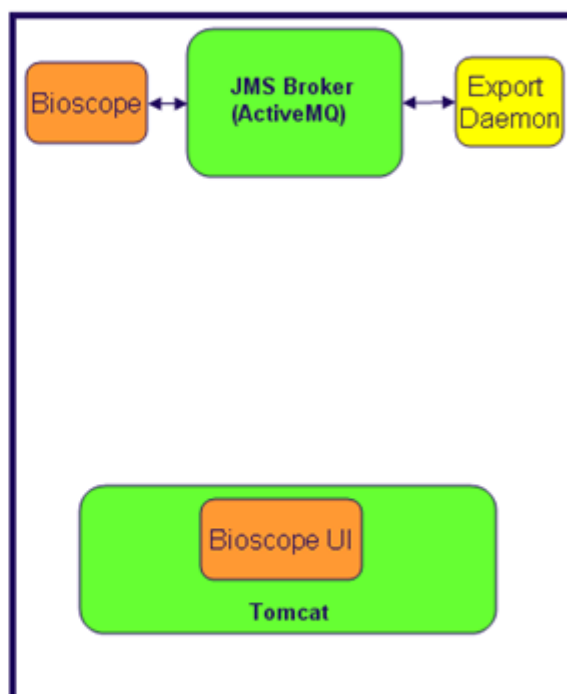 Bioscope
JMS Broker
(ActiveMQ)
Export
Daemon
Bioscope UI
Tomcat